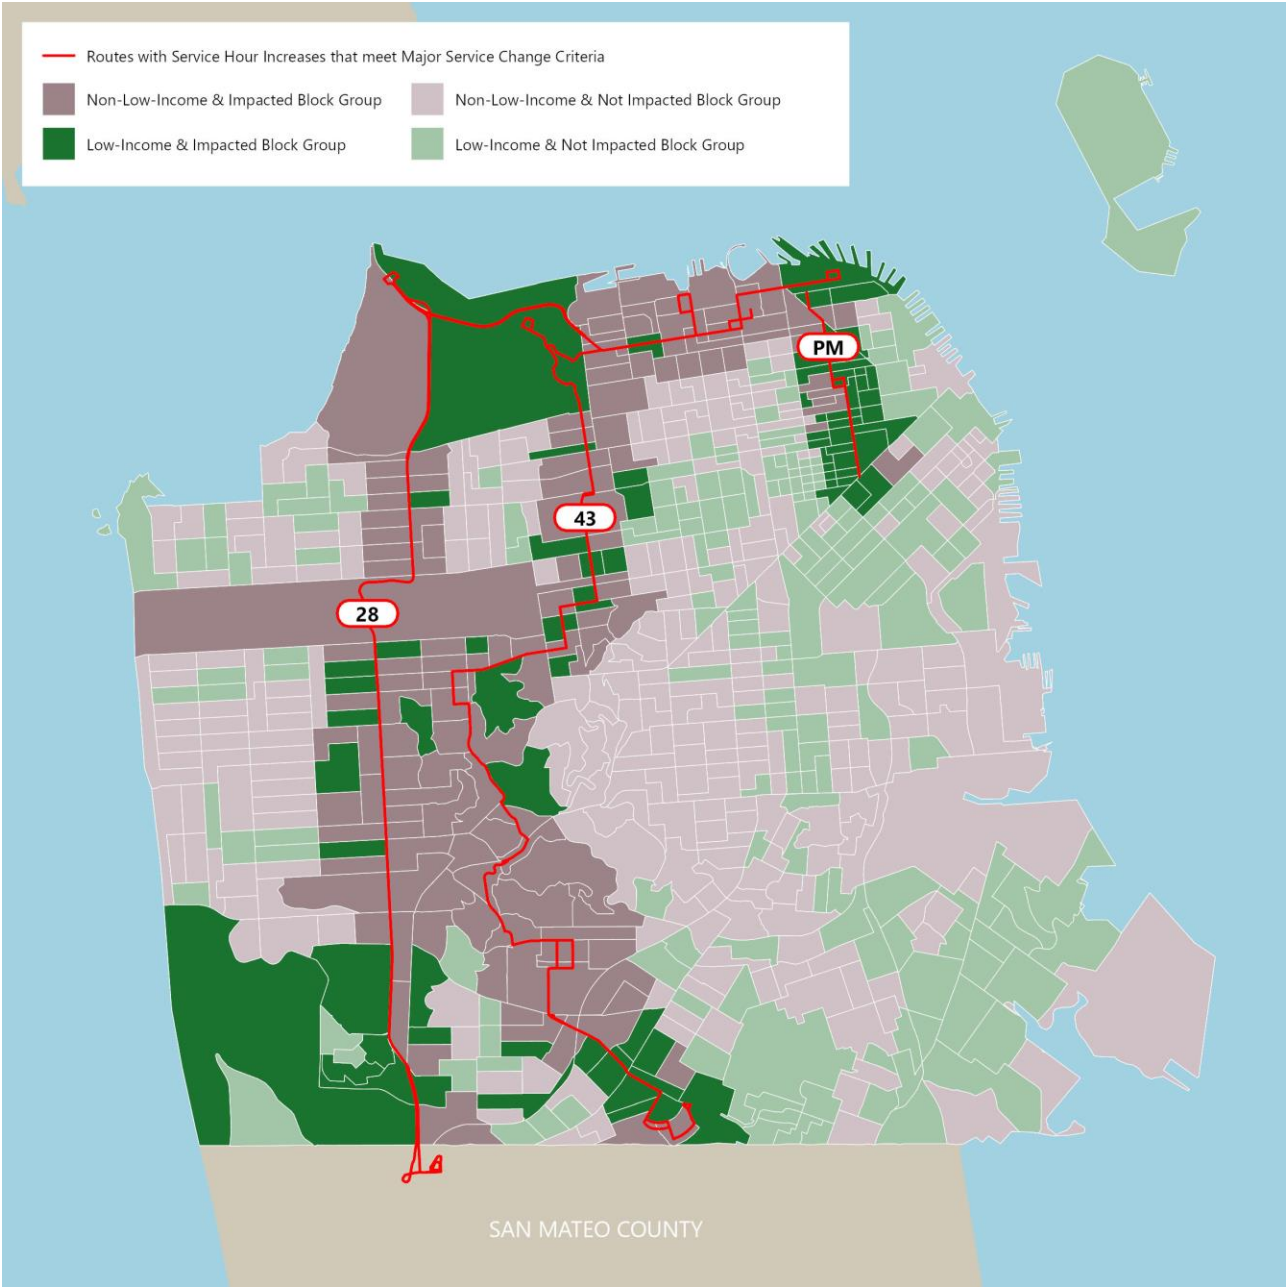 Routes with Service Hour Increases that meet Major Service Change Criteria
Non-Low-Income & Impacted Block Group
Non-Low-Income & Not Impacted Block Group
Low-Income & Impacted Block Group
Low-Income & Not Impacted Block Group
PM
43
28
SAN MATEO COUNTY